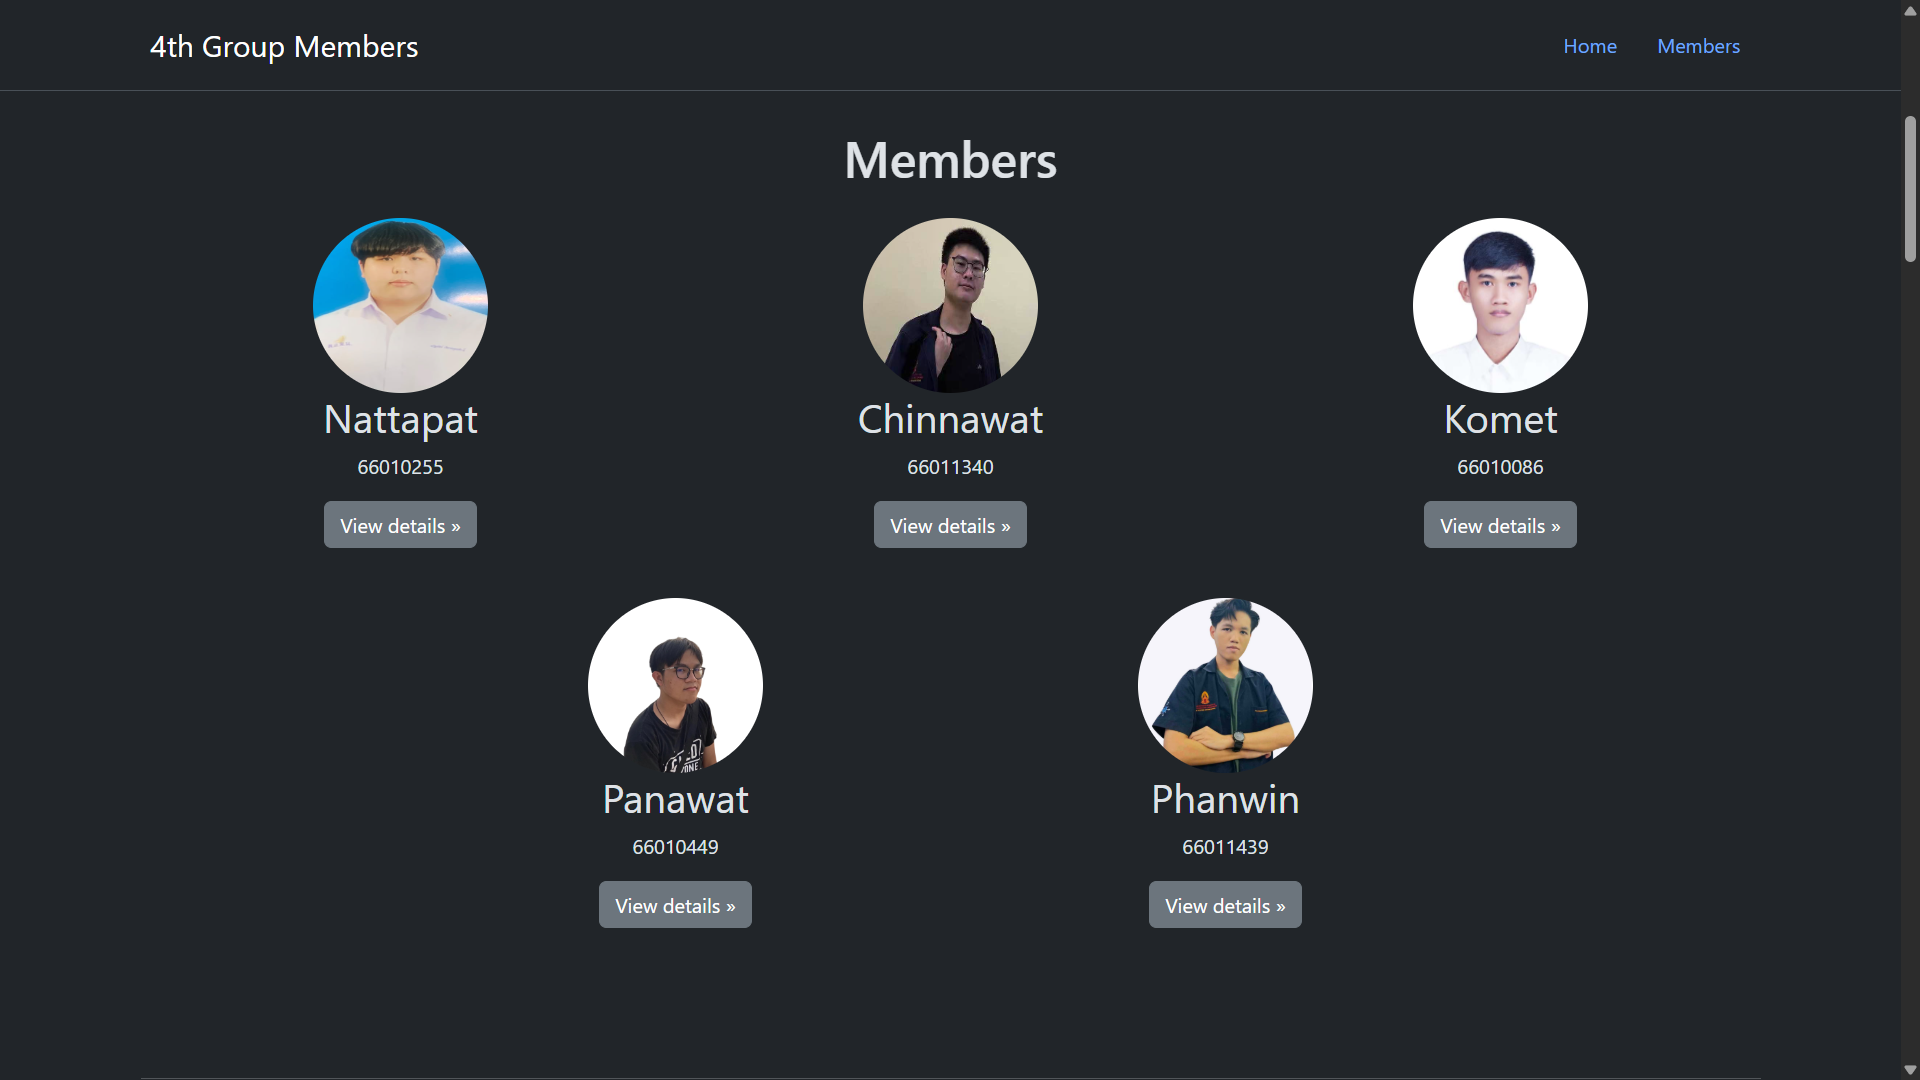 4th Group Members
Home
Members
Members
Nattapat
Chinnawat
Komet
66010255
66011340
66010086
View details »
View details »
View details »
Panawat
Phanwin
66010449
66011439
View details »
View details »